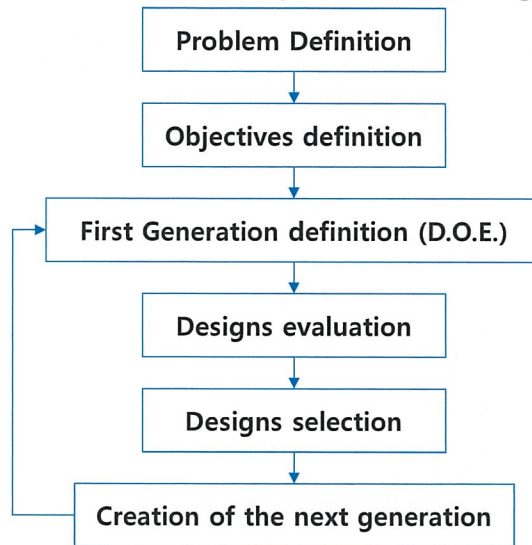 Problem Definition
Objectives definition
First Generation definition (D.O.E.)
Designs evaluation
Designs selection
Creation of the next generation